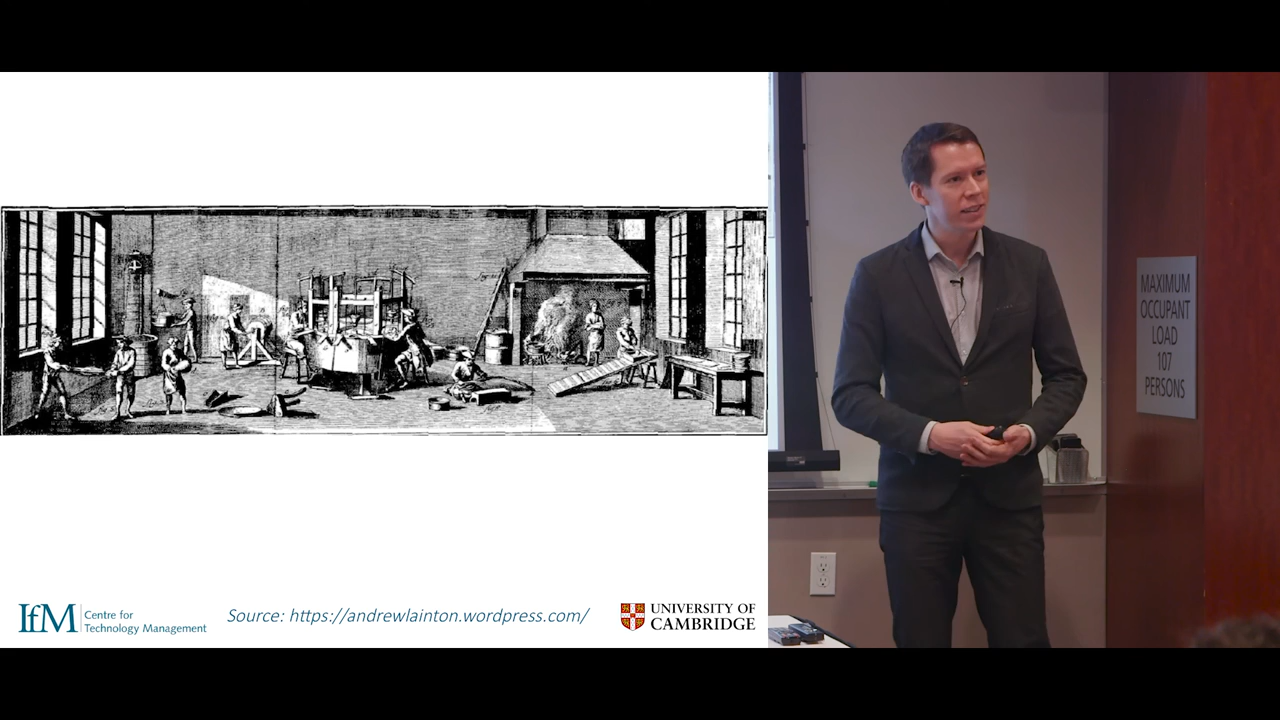 IfM
Centre for
Technology Management
Source: https://andrewlainton.wordpress.com/
UNIVERSITY OF
CAMBRIDGE
MAXIMUM
OCCUPANT
LOAD
107
PERSONS